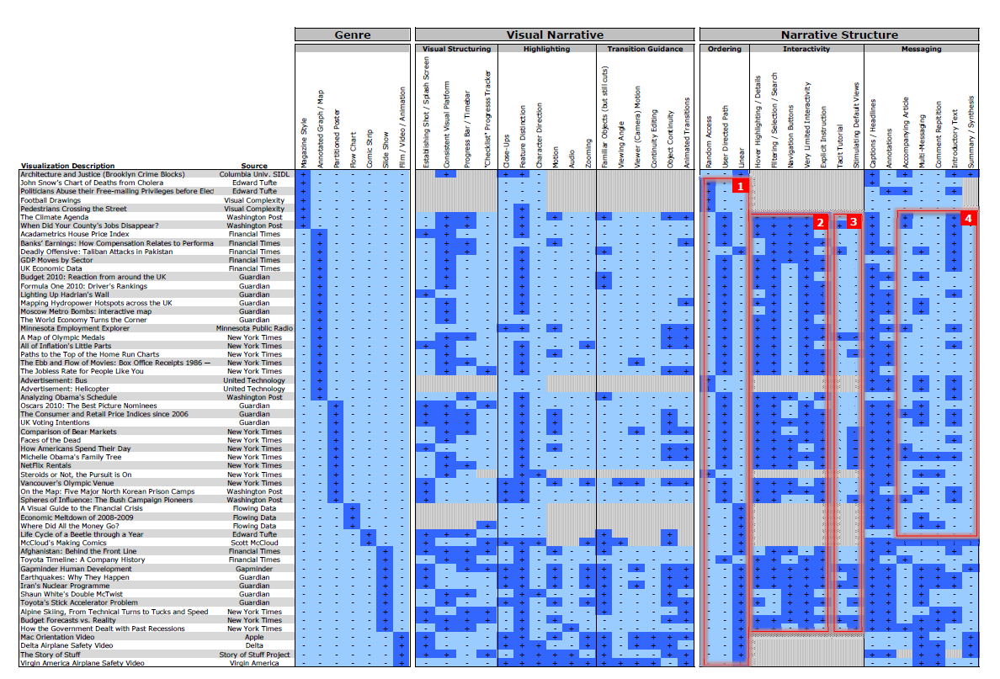 Genre Visual Narrative Narrative Structure
Visual Structuring Highlighting Transition Guidance Ordering Interactivity Messaging
Magazine Style
Annotated Graph / Map
Partitioned Poster
Flow Chart
Comic Strip
Slide Show
Film / Video / Animation
Establishing Shot / Splash Screen
Consistent Visual Platform
Progress Bar / Timebar
"Checklist" Progress Tracker
Close-Ups
Feature Distinction
Character Direction
Motion
Audio
Zooming
Familiar Objects (but still cuts)
Viewing Angle
Viewer (Camera) Motion
Continuity Editing
Object Continuity
Animated Transitions
Random Access
User Directed Path
Linear
Hover Highlighting / Details
Filtering / Selection / Search
Navigation Buttons
Very Limited Interactivity
Explicit Instruction
Tacit Tutorial
Stimulating Default Views
Captions / Headlines
Annotations
Accompanying Article
Multi-Messaging
Comment Repitition
Introductory Text
Summary / Synthesis
Visualization Description Source
Architecture and Justice (Brooklyn Crime Blocks) Columbia Univ. SIDL
John Snow's Chart of Deaths from Cholera Edward Tufte
Politicians Abuse their Free-mailing Privileges before Elec Edward Tufte
Football Drawings Visual Complexity
Pedestrians Crossing the Street Visual Complexity
The Climate Agenda Washington Post
When Did Your County's Jobs Disappear? Washington Post
Acadametrics House Price Index Financial Times
Banks' Earnings: How Compensation Relates to Performa Financial Times
Deadly Offensive: Taliban Attacks in Pakistan Financial Times
GDP Moves by Sector Financial Times
UK Economic Data Financial Times
Budget 2010: Reaction from around the UK Guardian
Formula One 2010: Driver's Rankings Guardian
Lighting Up Hadrian's Wall Guardian
Mapping Hydropower Hotspots across the UK Guardian
Moscow Metro Bombs: interactive map Guardian
The World Economy Turns the Corner Guardian
Minnesota Employment Explorer Minnesota Public Radio
A Map of Olympic Medals New York Times
All of Inflation's Little Parts New York Times
Paths to the Top of the Home Run Charts New York Times
The Ebb and Flow of Movies: Box Office Receipts 1986 — New York Times
The Jobless Rate for People Like You New York Times
Advertisement: Bus United Technology
Advertisement: Helicopter United Technology
Analyzing Obama's Schedule Washington Post
Oscars 2010: The Best Picture Nominees Guardian
The Consumer and Retail Price Indices since 2006 Guardian
UK Voting Intentions Guardian
Comparison of Bear Markets New York Times
Faces of the Dead New York Times
How Americans Spend Their Day New York Times
Michelle Obama's Family Tree New York Times
NetFlix Rentals New York Times
Steroids or Not, the Pursuit is On New York Times
Vancouver's Olympic Venue New York Times
On the Map: Five Major North Korean Prison Camps Washington Post
Spheres of Influence: The Bush Campaign Pioneers Washington Post
A Visual Guide to the Financial Crisis Flowing Data
Economic Meltdown of 2008-2009 Flowing Data
Where Did All the Money Go? Flowing Data
Life Cycle of a Beetle through a Year Edward Tufte
McCloud's Making Comics Scott McCloud
Afghanistan: Behind the Front Line Financial Times
Toyota Timeline: A Company History Financial Times
Gapminder Human Development Gapminder
Earthquakes: Why They Happen Guardian
Iran's Nuclear Programme Guardian
Shaun White's Double McTwist Guardian
Toyota's Stick Accelerator Problem Guardian
Alpine Skiing, From Technical Turns to Tucks and Speed New York Times
Budget Forecasts vs. Reality New York Times
How the Government Dealt with Past Recessions New York Times
Mac Orientation Video Apple
Delta Airplane Safety Video Delta
The Story of Stuff Story of Stuff Project
Virgin America Airplane Safety Video Virgin America
1
2
3
4